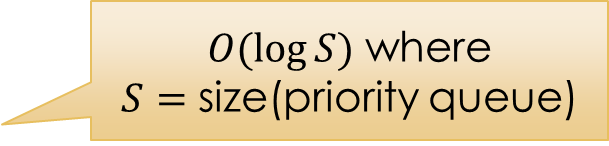 O(log S) where
S = size(priority queue)